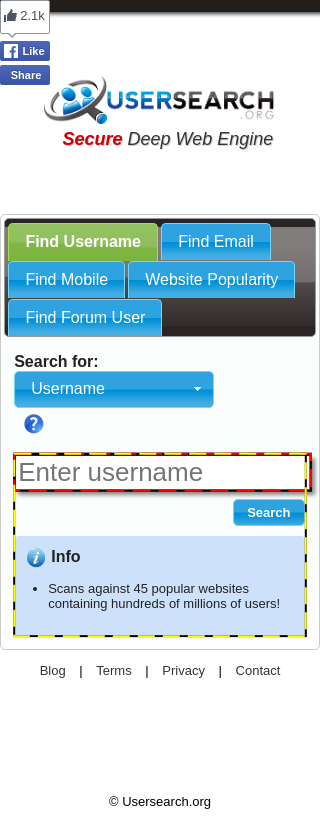 2.1k
Like
Share
USERSEARCH
.ORG
Secure Deep Web Engine
Find Username
Find Email
Find Mobile
Website Popularity
Find Forum User
Search for:
Username
?
Enter username
Search
i Info
• Scans against 45 popular websites
containing hundreds of millions of users!
Blog | Terms | Privacy | Contact
© Usersearch.org